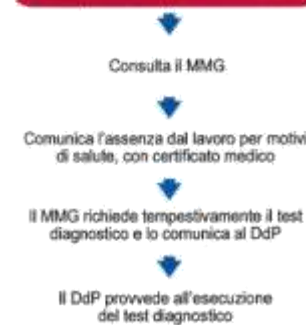 Consulta il MMG
Comunica l'assenza dal lavoro per motivi
di salute, con certificato medico
Il MMG richiede tempestivamente il test
diagnostico e lo comunica al DdP
Il DdP provvede all'esecuzione
del test diagnostico